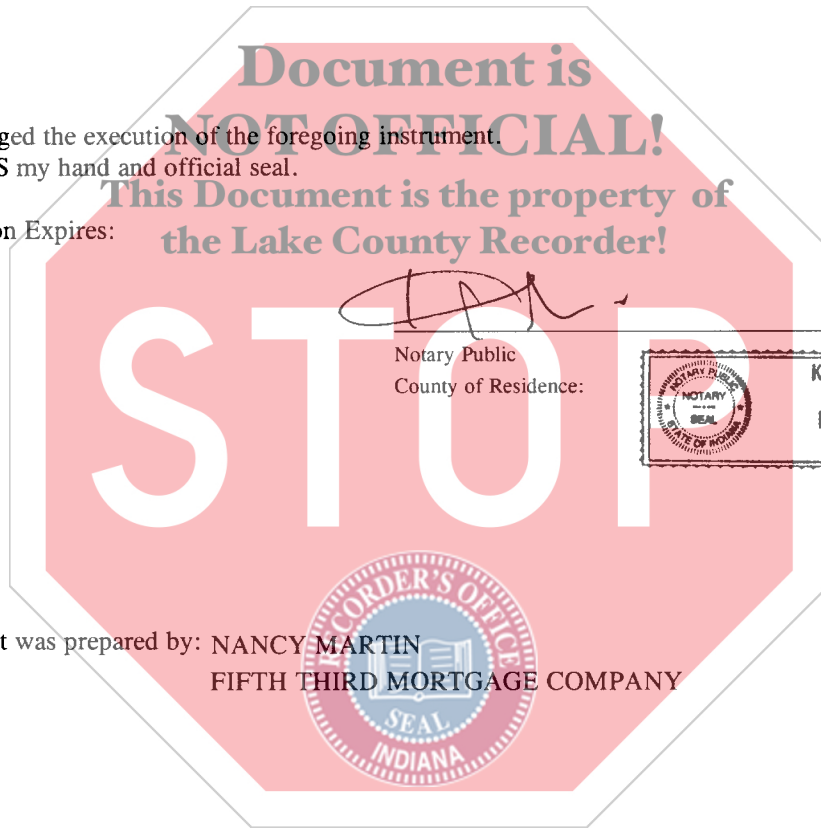 Document is
NOT OFFICIAL!
ged the execution of the foregoing instrument.
S my hand and official seal.
This Document is the property of
on Expires:
the Lake County Recorder!
STOP
Notary Public
County of Residence:
NOTARY PUBLIC
NOTARY
SEAL
STATE OF INDIANA
K
RECORDER'S OFFICE
SEAL
INDIANA
t was prepared by: NANCY MARTIN
FIFTH THIRD MORTGAGE COMPANY